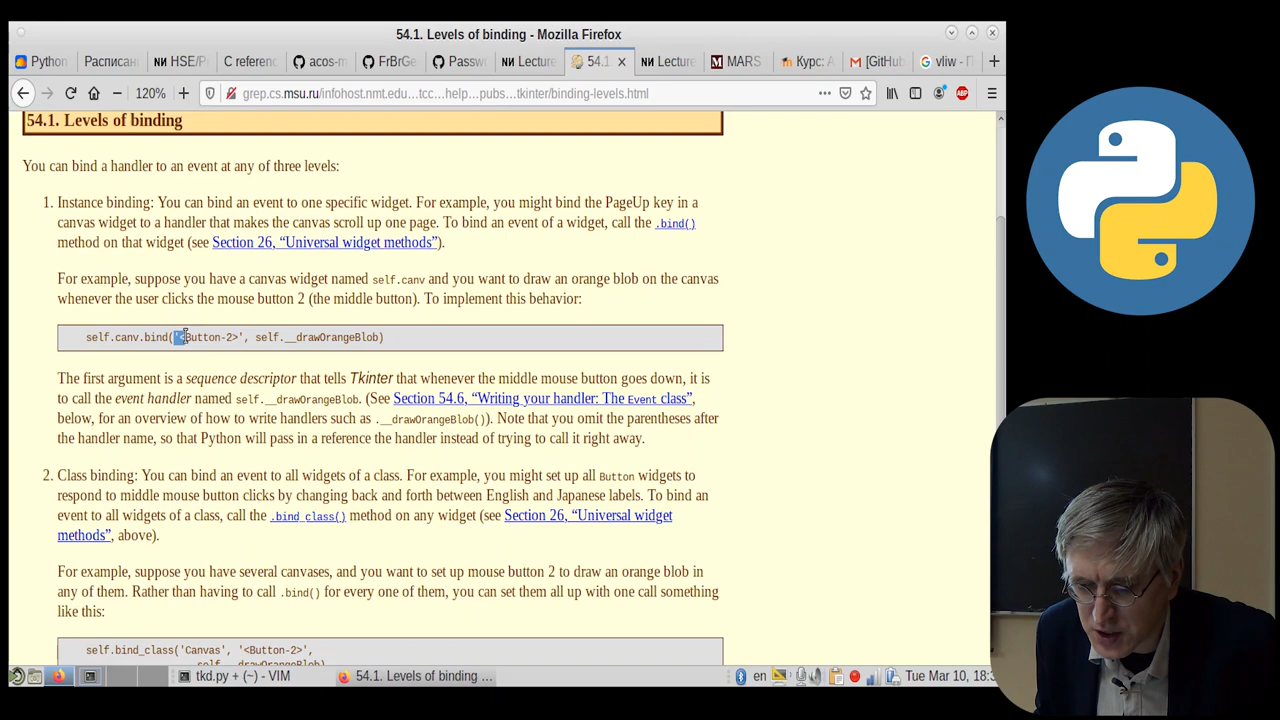 54.1. Levels of binding - Mozilla Firefox
Python
Расписан
ИИ HSE/P
C referenc
acos-m
FrBrGe
Passw
ИИ Lecture
54.1.
ИИ Lecture
MARS
Курс: А
[GitHub
vliw - П
120%
grep.cs.msu.ru/infohost.nmt.edu…tcc…help…pubs…tkinter/binding-levels.html
54.1. Levels of binding
You can bind a handler to an event at any of three levels:
1. Instance binding: You can bind an event to one specific widget. For example, you might bind the PageUp key in a
canvas widget to a handler that makes the canvas scroll up one page. To bind an event of a widget, call the .bind()
method on that widget (see Section 26, “Universal widget methods”).
For example, suppose you have a canvas widget named self.canv and you want to draw an orange blob on the canvas
whenever the user clicks the mouse button 2 (the middle button). To implement this behavior:
self.canv.bind('<Button-2>', self.__drawOrangeBlob)
The first argument is a sequence descriptor that tells Tkinter that whenever the middle mouse button goes down, it is
to call the event handler named self.__drawOrangeBlob. (See Section 54.6, “Writing your handler: The Event class”,
below, for an overview of how to write handlers such as .__drawOrangeBlob()). Note that you omit the parentheses after
the handler name, so that Python will pass in a reference the handler instead of trying to call it right away.
2. Class binding: You can bind an event to all widgets of a class. For example, you might set up all Button widgets to
respond to middle mouse button clicks by changing back and forth between English and Japanese labels. To bind an
event to all widgets of a class, call the .bind_class() method on any widget (see Section 26, “Universal widget
methods”, above).
For example, suppose you have several canvases, and you want to set up mouse button 2 to draw an orange blob in
any of them. Rather than having to call .bind() for every one of them, you can set them all up with one call something
like this:
self.bind_class('Canvas', '<Button-2>',
self.__drawOrangeBlob)
tkd.py + (~) - VIM
54.1. Levels of binding ...
en
Tue Mar 10, 18:3